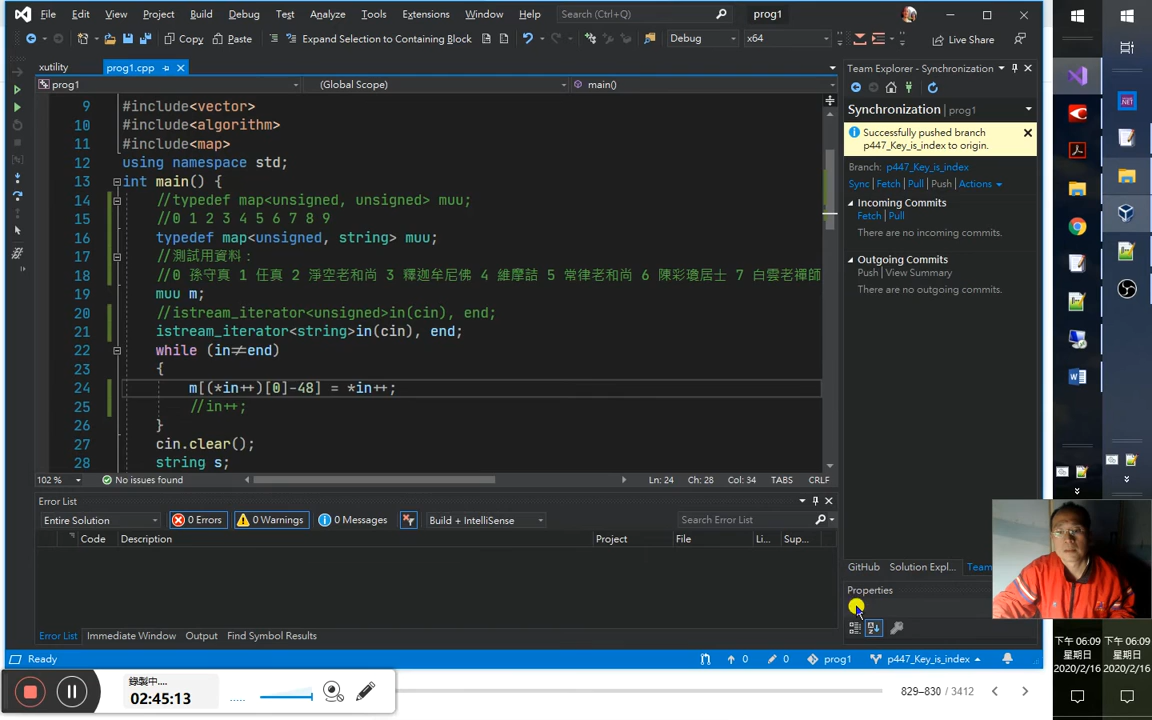 File Edit View Project Build Debug Test Analyze Tools Extensions Window Help Search (Ctrl+Q) prog1
Copy Paste Expand Selection to Containing Block Debug x64 Live Share
xutility prog1.cpp
prog1 (Global Scope) main()
9 #include<vector>
10 #include<algorithm>
11 #include<map>
12 using namespace std;
13 int main() {
14 //typedef map<unsigned, unsigned> muu;
15 //0 1 2 3 4 5 6 7 8 9
16 typedef map<unsigned, string> muu;
17 //測試用資料：
18 //0 孫守真 1 任真 2 淨空老和尚 3 釋迦牟尼佛 4 維摩詰 5 常律老和尚 6 陳彩瓊居士 7 白雲老禪師
19 muu m;
20 //istream_iterator<unsigned>in(cin), end;
21 istream_iterator<string>in(cin), end;
22 while (in≠end)
23 {
24 m[(*in++)[0]-48] = *in++;
25 //in++;
26 }
27 cin.clear();
28 string s;
102 % No issues found Ln: 24 Ch: 28 Col: 34 TABS CRLF
Error List
Entire Solution 0 Errors 0 Warnings 0 Messages Build + IntelliSense Search Error List
Code Description Project File Li... Sup...
Error List Immediate Window Output Find Symbol Results
Team Explorer - Synchronization
Synchronization prog1
Successfully pushed branch
p447_Key_is_index to origin.
Branch: p447_Key_is_index
Sync Fetch Pull Push Actions
Incoming Commits
Fetch Pull
There are no incoming commits.
Outgoing Commits
Push View Summary
There are no outgoing commits.
GitHub Solution Expl... Team
Properties
Ready 0 0 prog1 p447_Key_is_index
錄製中....
02:45:13
829–830 / 3412
下午 06:09 下午 06:09
星期日 星期日
2020/2/16 2020/2/16